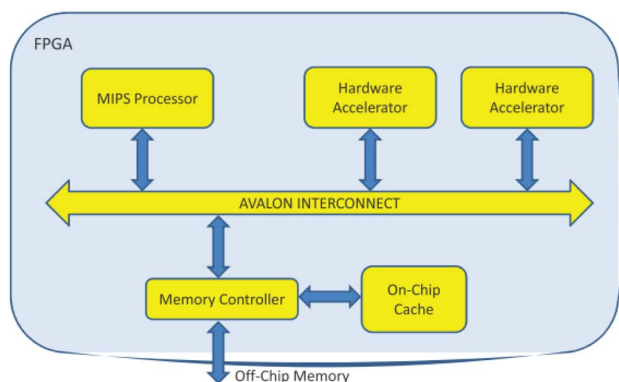 FPGA
MIPS Processor
Hardware
Accelerator
Hardware
Accelerator
AVALON INTERCONNECT
Memory Controller
On-Chip
Cache
Off-Chip Memory